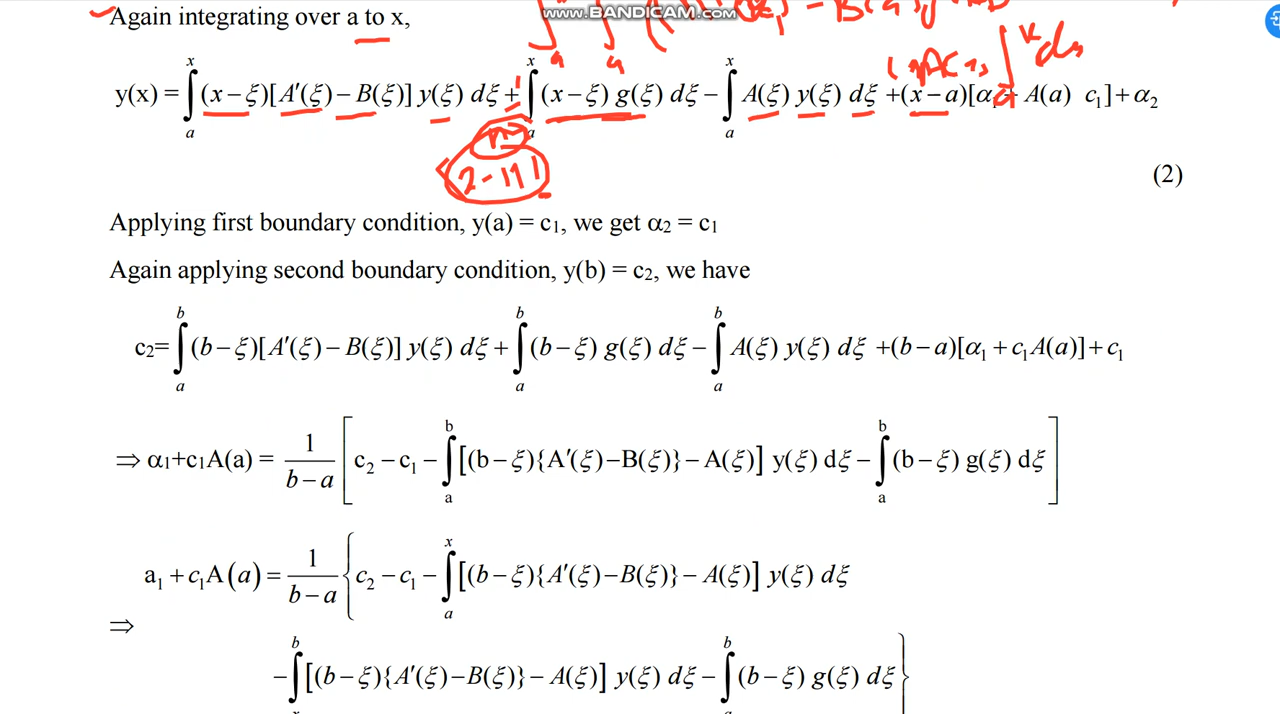 www.BANDICAM.com
Again integrating over a to x,
y(x) = ∫ₐˣ (x−ξ)[A′(ξ)−B(ξ)] y(ξ) dξ + ∫ₐˣ (x−ξ) g(ξ) dξ − ∫ₐˣ A(ξ) y(ξ) dξ +(x−a)[α₁ + A(a) c₁]+α₂
2-1!
(2)
Applying first boundary condition, y(a) = c₁, we get α₂ = c₁
Again applying second boundary condition, y(b) = c₂, we have
c₂= ∫ₐᵇ (b−ξ)[A′(ξ)−B(ξ)] y(ξ) dξ + ∫ₐᵇ (b−ξ) g(ξ) dξ − ∫ₐᵇ A(ξ) y(ξ) dξ +(b−a)[α₁ + c₁A(a)]+c₁
⇒ α₁+c₁A(a) = 1/(b−a) [c₂ −c₁ − ∫ₐᵇ [(b−ξ){A′(ξ)−B(ξ)}−A(ξ)] y(ξ) dξ − ∫ₐᵇ (b−ξ) g(ξ) dξ]
a₁ + c₁A(a) = 1/(b−a) {c₂ −c₁ − ∫ₐˣ [(b−ξ){A′(ξ)−B(ξ)}−A(ξ)] y(ξ) dξ
⇒
− ∫ₓᵇ [(b−ξ){A′(ξ)−B(ξ)}−A(ξ)] y(ξ) dξ − ∫ₐᵇ (b−ξ) g(ξ) dξ}